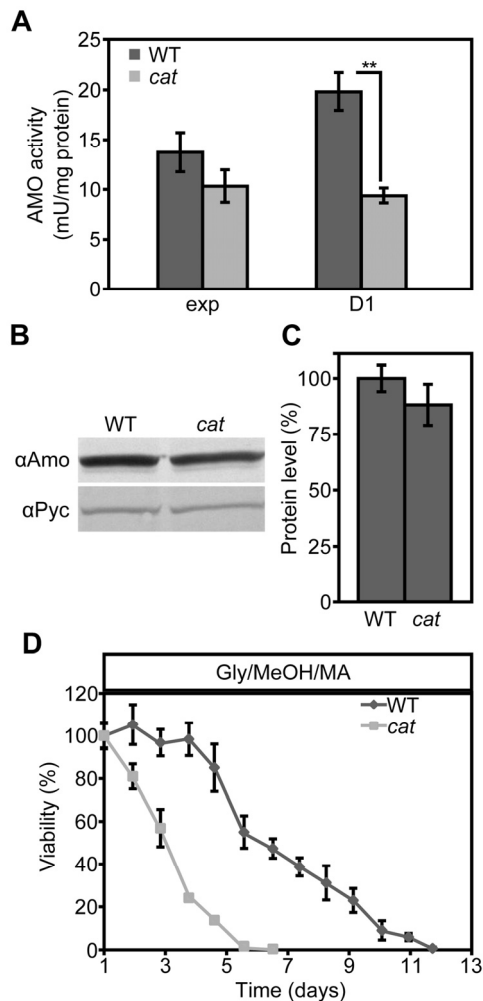 A
WT
cat
AMO activity
(mU/mg protein)
25
20
15
10
5
0
**
exp
D1
B
WT
cat
αAmo
αPyc
C
Protein level (%)
100
75
50
25
0
WT
cat
D
Gly/MeOH/MA
WT
cat
Viability (%)
120
100
80
60
40
20
0
1
3
5
7
9
11
13
Time (days)